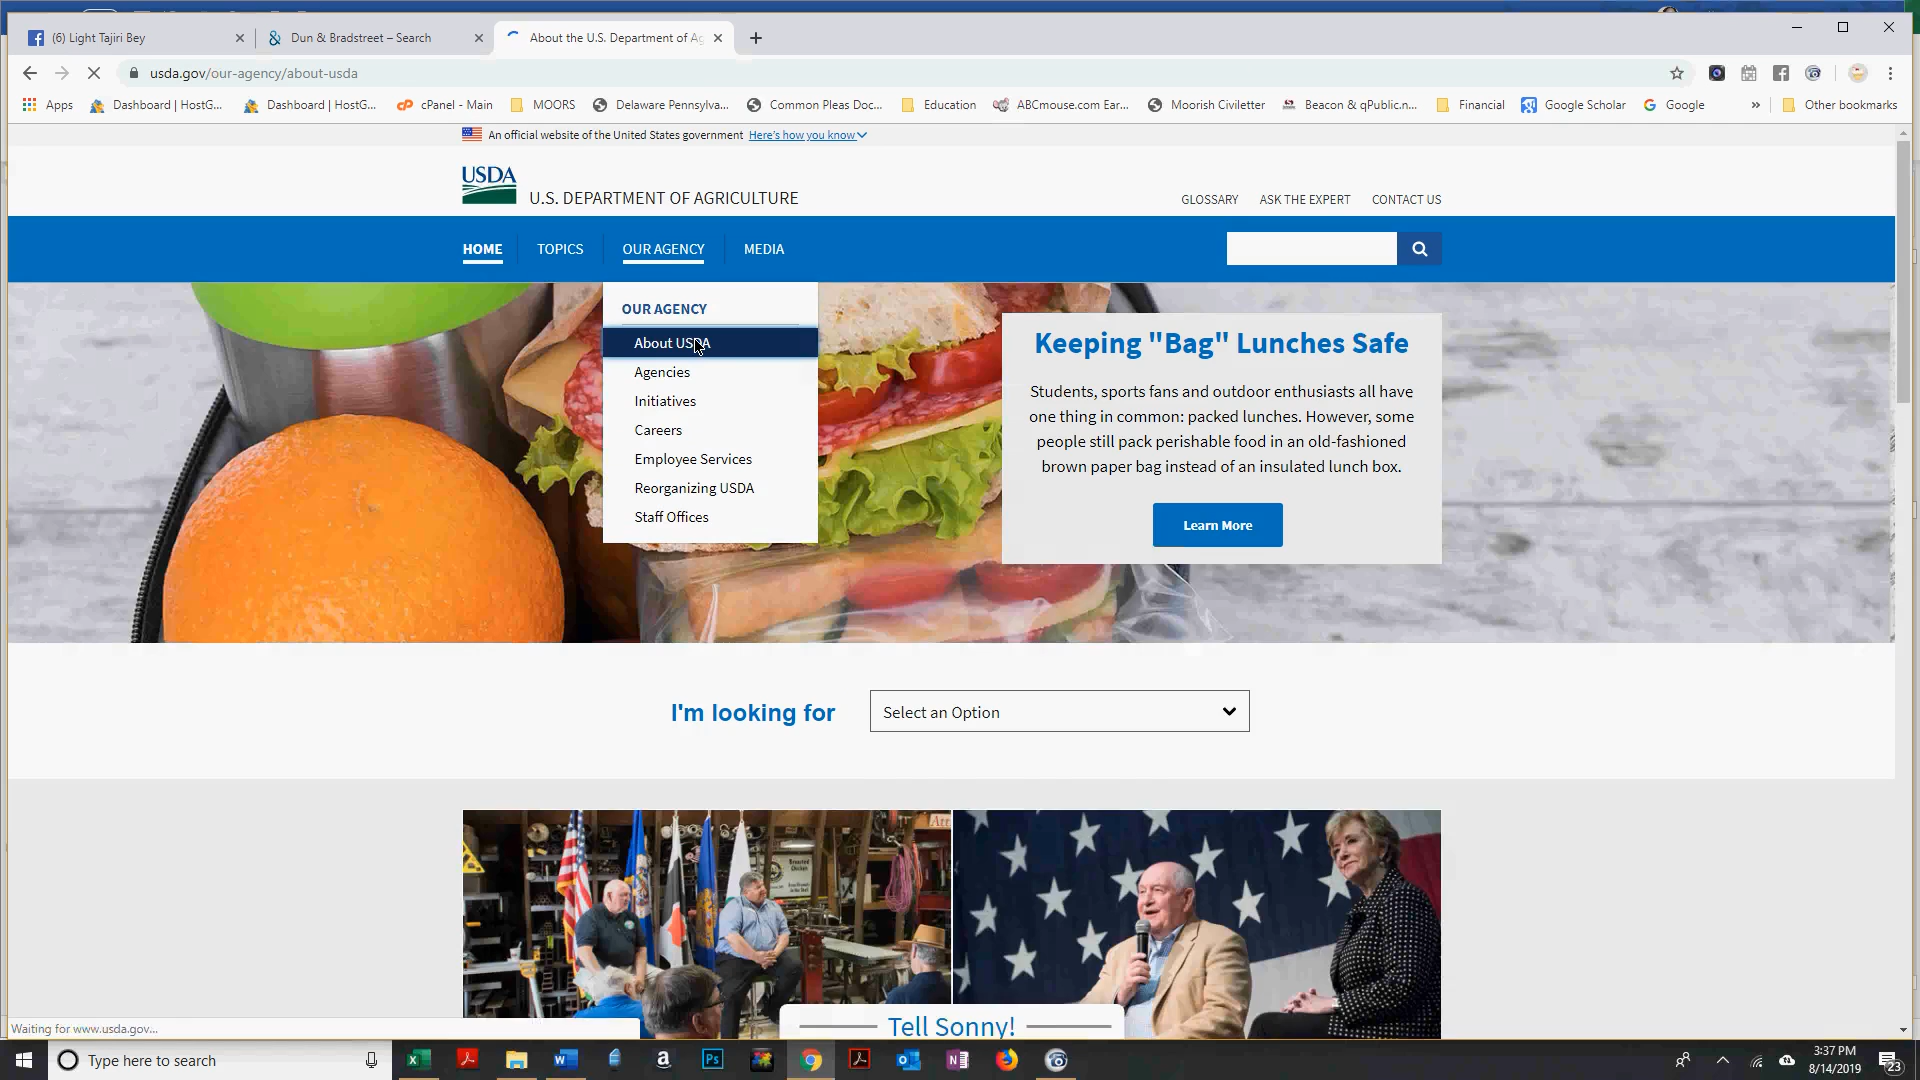 (6) Light Tajiri Bey
Dun & Bradstreet – Search
About the U.S. Department of Ag
usda.gov/our-agency/about-usda
Apps
Dashboard | HostG...
Dashboard | HostG...
cPanel - Main
MOORS
Delaware Pennsylva...
Common Pleas Doc...
Education
ABCmouse.com Ear...
Moorish Civiletter
Beacon & qPublic.n...
Financial
Google Scholar
Google
»
Other bookmarks
An official website of the United States government Here's how you know
USDA
U.S. DEPARTMENT OF AGRICULTURE
GLOSSARY
ASK THE EXPERT
CONTACT US
HOME
TOPICS
OUR AGENCY
MEDIA
OUR AGENCY
About USDA
Agencies
Initiatives
Careers
Employee Services
Reorganizing USDA
Staff Offices
Keeping "Bag" Lunches Safe
Students, sports fans and outdoor enthusiasts all have
one thing in common: packed lunches. However, some
people still pack perishable food in an old-fashioned
brown paper bag instead of an insulated lunch box.
Learn More
I'm looking for
Select an Option
Tell Sonny!
Waiting for www.usda.gov...
Type here to search
3:37 PM
8/14/2019
23